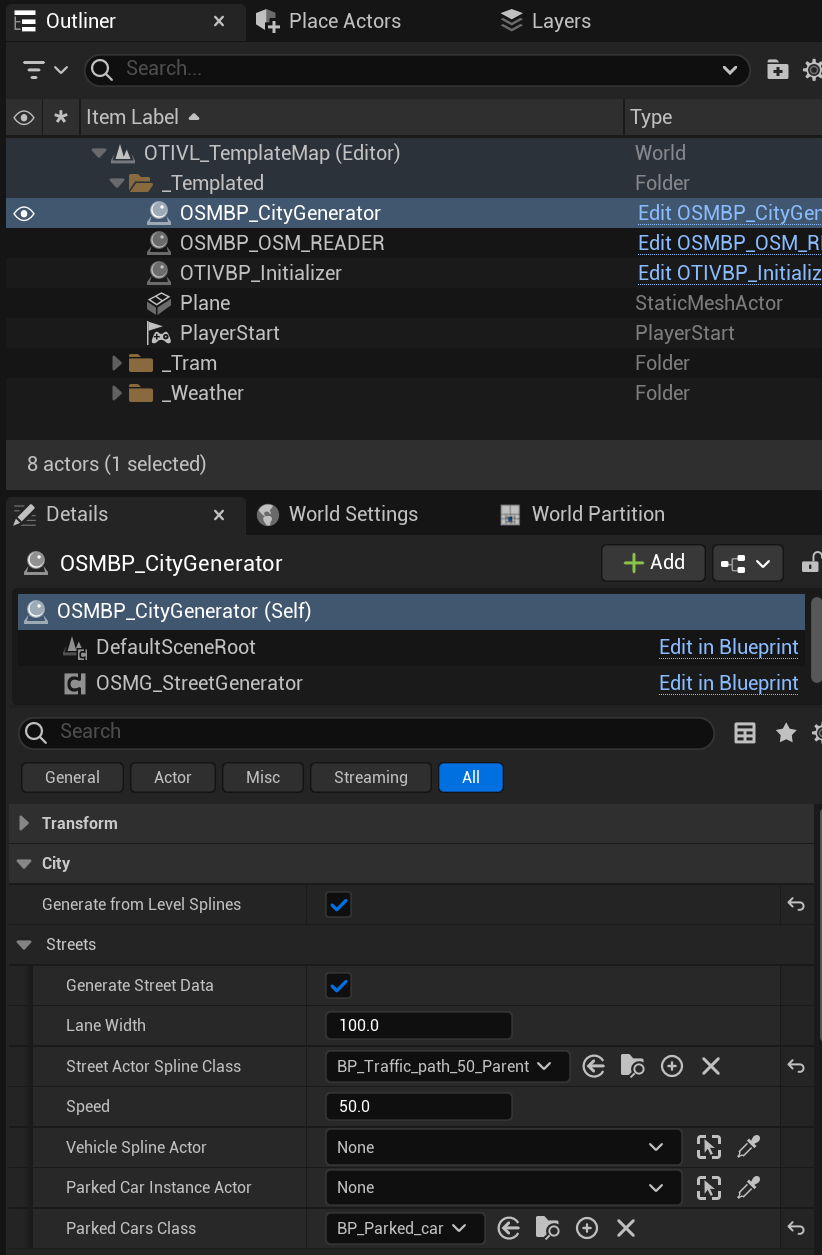 Outliner Place Actors Layers
Search...
* Item Label Type
OTIVL_TemplateMap (Editor) World
_Templated Folder
OSMBP_CityGenerator Edit OSMBP_CityGen
OSMBP_OSM_READER Edit OSMBP_OSM_R
OTIVBP_Initializer Edit OTIVBP_Initializ
Plane StaticMeshActor
PlayerStart PlayerStart
_Tram Folder
_Weather Folder
8 actors (1 selected)
Details World Settings World Partition
OSMBP_CityGenerator Add
OSMBP_CityGenerator (Self)
DefaultSceneRoot Edit in Blueprint
OSMG_StreetGenerator Edit in Blueprint
Search
General Actor Misc Streaming All
Transform
City
Generate from Level Splines
Streets
Generate Street Data
Lane Width 100.0
Street Actor Spline Class BP_Traffic_path_50_Parent
Speed 50.0
Vehicle Spline Actor None
Parked Car Instance Actor None
Parked Cars Class BP_Parked_car